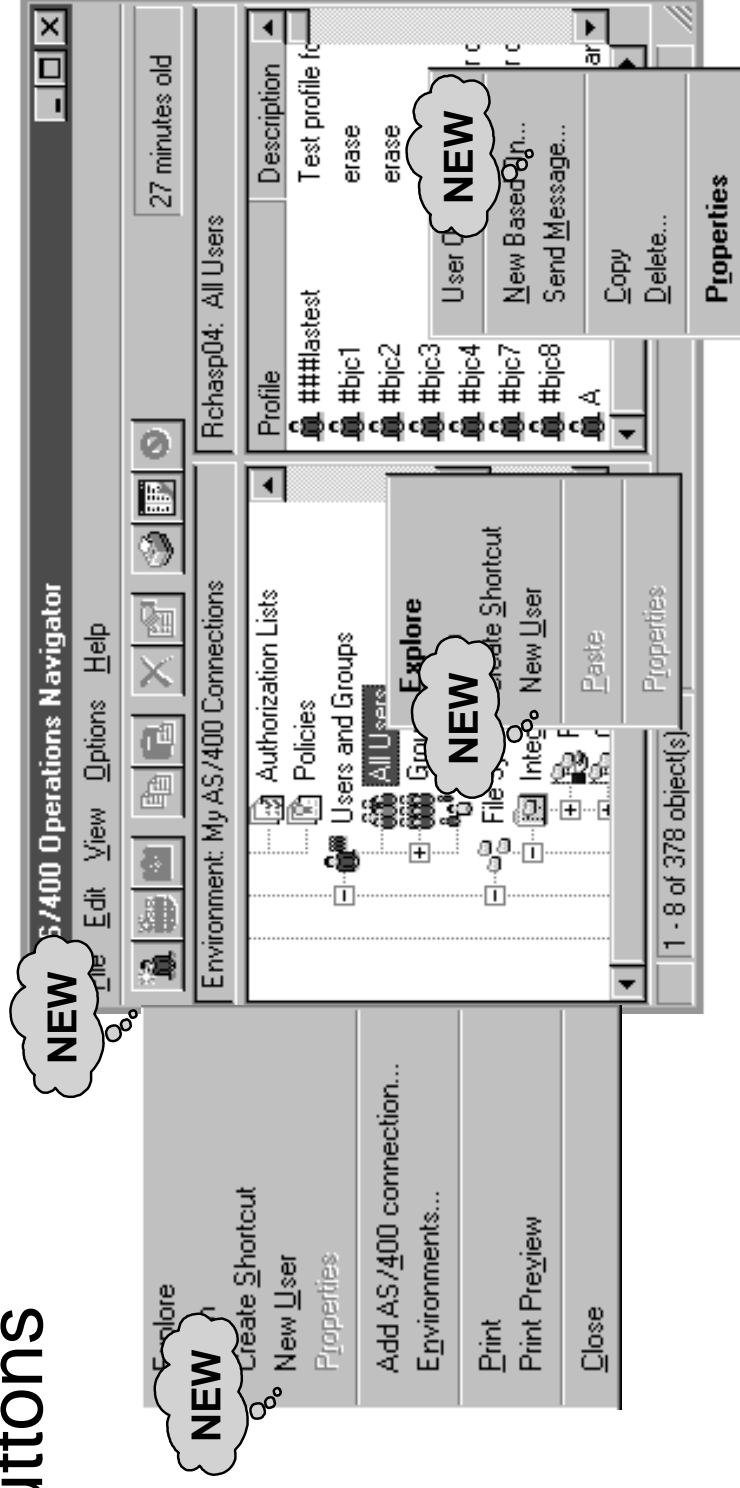 uttons
S/400 Operations Navigator
Edit View Options Help
27 minutes old
Environment: My AS/400 Connections
Rchasp04: All Users
Authorization Lists
Policies
Users and Groups
All Users
Profile Description
###lastest Test profile fo
#bjc1 erase
#bjc2 erase
#bjc3
#bjc4
#bjc7
#bjc8
A
1 - 8 of 378 object(s)
NEW
Explore
Create Shortcut
New User
Properties
Add AS/400 connection...
Environments...
Print
Print Preview
Close
NEW
Explore
Create Shortcut
New User
Paste
Properties
NEW
User
New Based On...
Send Message...
Copy
Delete...
Properties
NEW